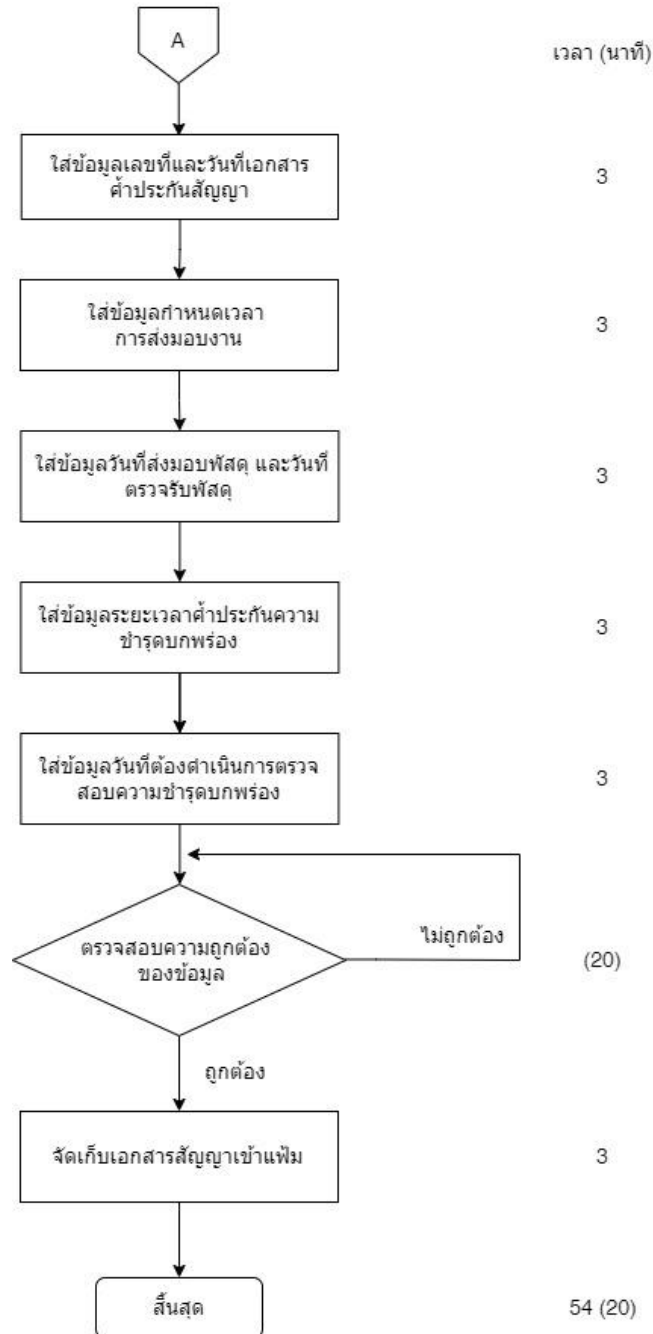 A
เวลา (นาที)
ใส่ข้อมูลเลขที่และวันที่เอกสาร
ค้ำประกันสัญญา
3
ใส่ข้อมูลกำหนดเวลา
การส่งมอบงาน
3
ใส่ข้อมูลวันที่ส่งมอบพัสดุ และวันที่
ตรวจรับพัสดุ
3
ใส่ข้อมูลระยะเวลาค้ำประกันความ
ชำรุดบกพร่อง
3
ใส่ข้อมูลวันที่ต้องดำเนินการตรวจ
สอบความชำรุดบกพร่อง
3
ไม่ถูกต้อง
ตรวจสอบความถูกต้อง
ของข้อมูล
(20)
ถูกต้อง
จัดเก็บเอกสารสัญญาเข้าแฟ้ม
3
สิ้นสุด
54 (20)